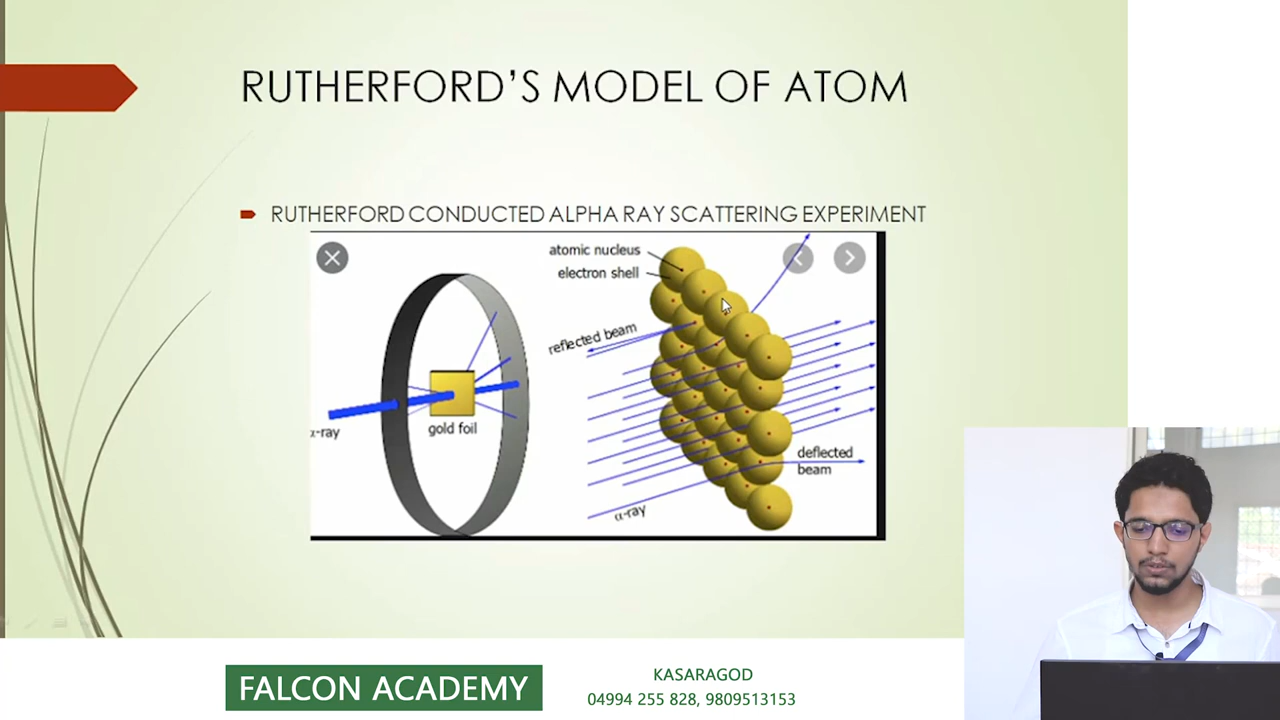 RUTHERFORD’S MODEL OF ATOM
RUTHERFORD CONDUCTED ALPHA RAY SCATTERING EXPERIMENT
atomic nucleus
electron shell
reflected beam
α-ray
gold foil
deflected
beam
α-ray
FALCON ACADEMY
KASARAGOD
04994 255 828, 9809513153